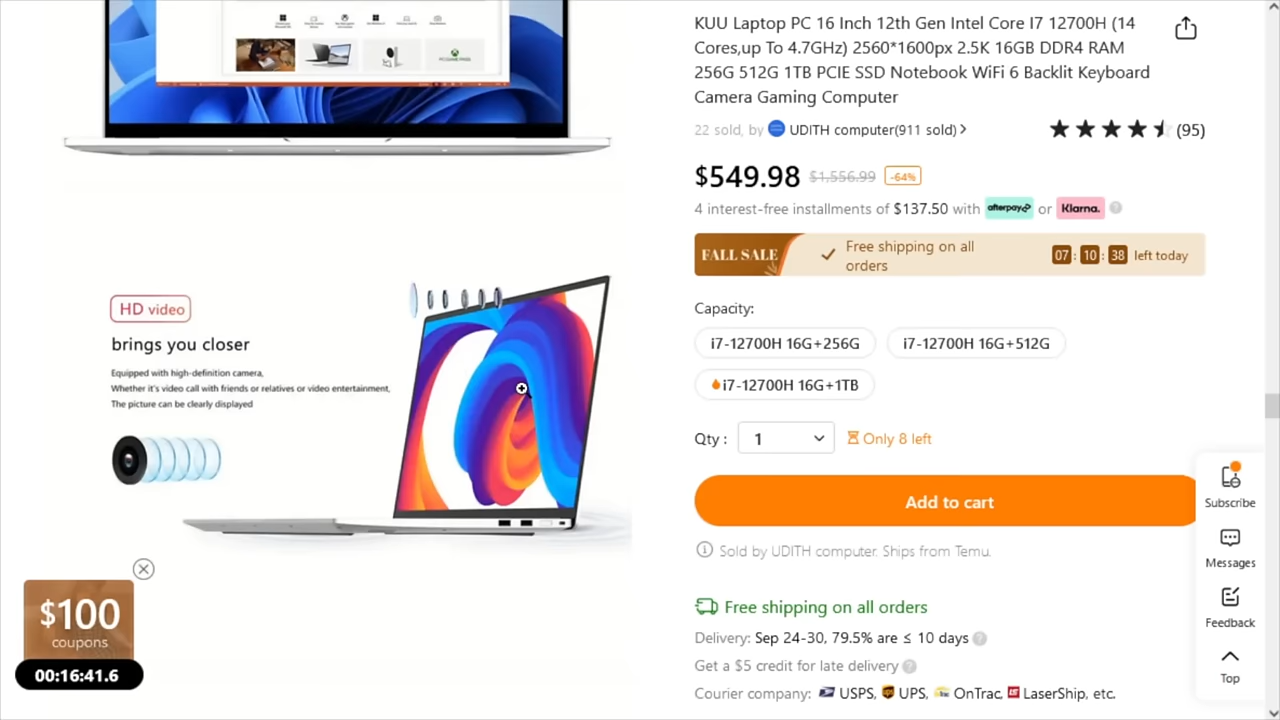 HD video
brings you closer
Equipped with high-definition camera,
Whether it's video call with friends or relatives or video entertainment,
The picture can be clearly displayed
$100
coupons
00:16:41.6
KUU Laptop PC 16 Inch 12th Gen Intel Core I7 12700H (14
Cores,up To 4.7GHz) 2560*1600px 2.5K 16GB DDR4 RAM
256G 512G 1TB PCIE SSD Notebook WiFi 6 Backlit Keyboard
Camera Gaming Computer
22 sold, by UDITH computer(911 sold) >
(95)
$549.98 $1,556.99 -64%
4 interest-free installments of $137.50 with afterpay or Klarna. ?
FALL SALE Free shipping on all
orders
07 : 10 : 38 left today
Capacity:
i7-12700H 16G+256G i7-12700H 16G+512G
i7-12700H 16G+1TB
Qty : 1 Only 8 left
Add to cart
Sold by UDITH computer. Ships from Temu.
Free shipping on all orders
Delivery: Sep 24-30, 79.5% are ≤ 10 days ?
Get a $5 credit for late delivery ?
Courier company: USPS, UPS, OnTrac, LaserShip, etc.
Subscribe
Messages
Feedback
Top